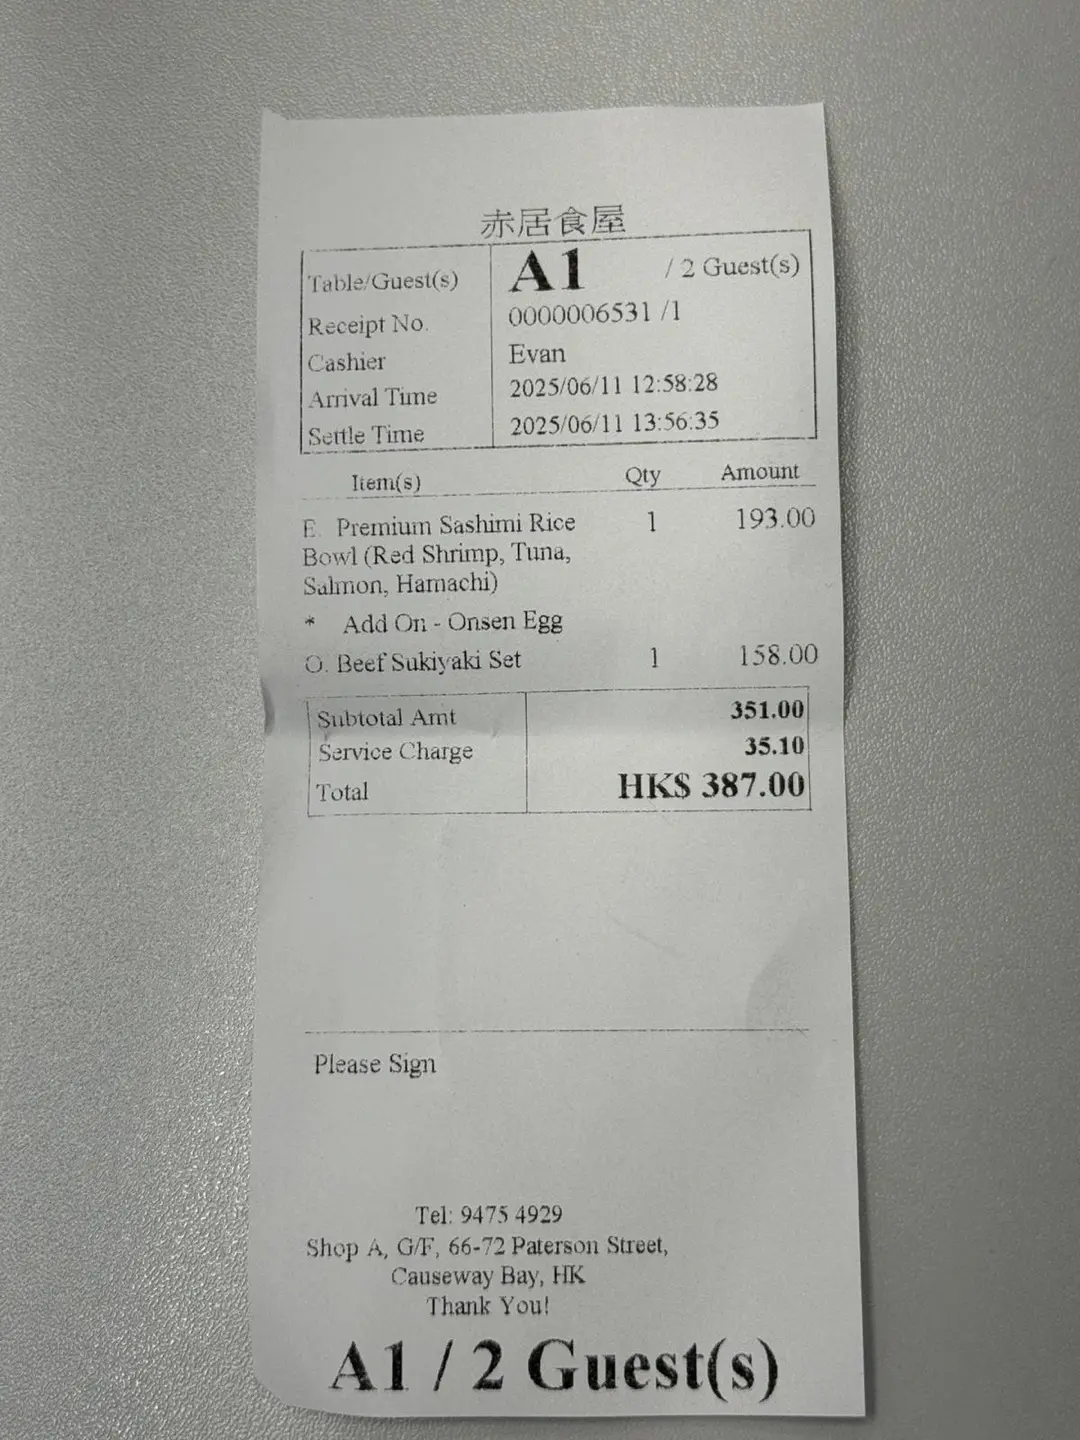 赤居食屋
Table/Guest(s) A1 / 2 Guest(s)
Receipt No. 0000006531 /1
Cashier Evan
Arrival Time 2025/06/11 12:58:28
Settle Time 2025/06/11 13:56:35
Item(s) Qty Amount
E. Premium Sashimi Rice 1 193.00
Bowl (Red Shrimp, Tuna,
Salmon, Hamachi)
* Add On - Onsen Egg
O. Beef Sukiyaki Set 1 158.00
Subtotal Amt 351.00
Service Charge 35.10
Total HK$ 387.00
Please Sign
Tel: 9475 4929
Shop A, G/F, 66-72 Paterson Street,
Causeway Bay, HK
Thank You!
A1 / 2 Guest(s)